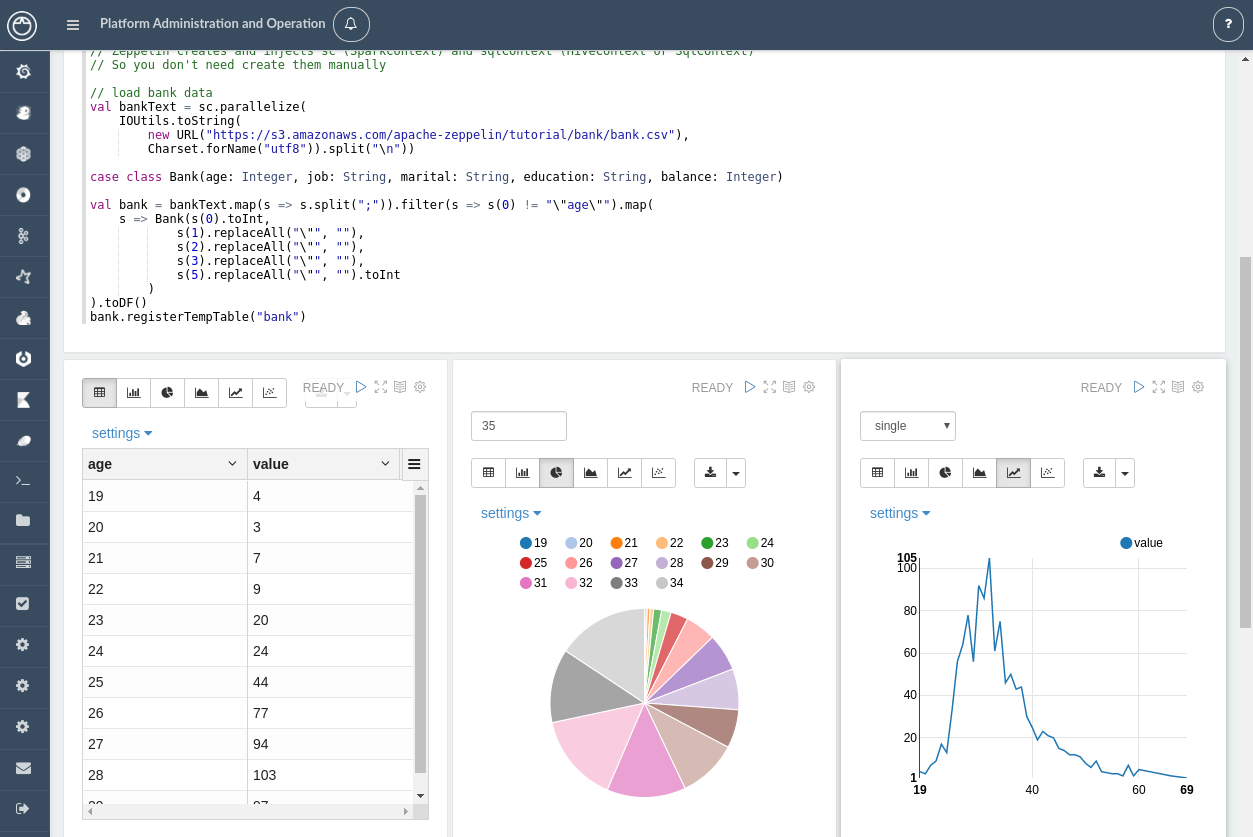 Platform Administration and Operation
?
// Zeppelin creates and injects sc (SparkContext) and sqlContext (HiveContext or SqlContext)
// So you don't need create them manually
// load bank data
val bankText = sc.parallelize(
IOUtils.toString(
new URL("https://s3.amazonaws.com/apache-zeppelin/tutorial/bank/bank.csv"),
Charset.forName("utf8")).split("\n"))
case class Bank(age: Integer, job: String, marital: String, education: String, balance: Integer)
val bank = bankText.map(s => s.split(";")).filter(s => s(0) != "\"age\"").map(
s => Bank(s(0).toInt,
s(1).replaceAll("\"", ""),
s(2).replaceAll("\"", ""),
s(3).replaceAll("\"", ""),
s(5).replaceAll("\"", "").toInt
)
).toDF()
bank.registerTempTable("bank")
READY
settings
age value
19 4
20 3
21 7
22 9
23 20
24 24
25 44
26 77
27 94
28 103
29 97
READY
35
settings
19 20 21 22 23 24
25 26 27 28 29 30
31 32 33 34
READY
single
settings
value
105
100
80
60
40
20
1
19 40 60 69